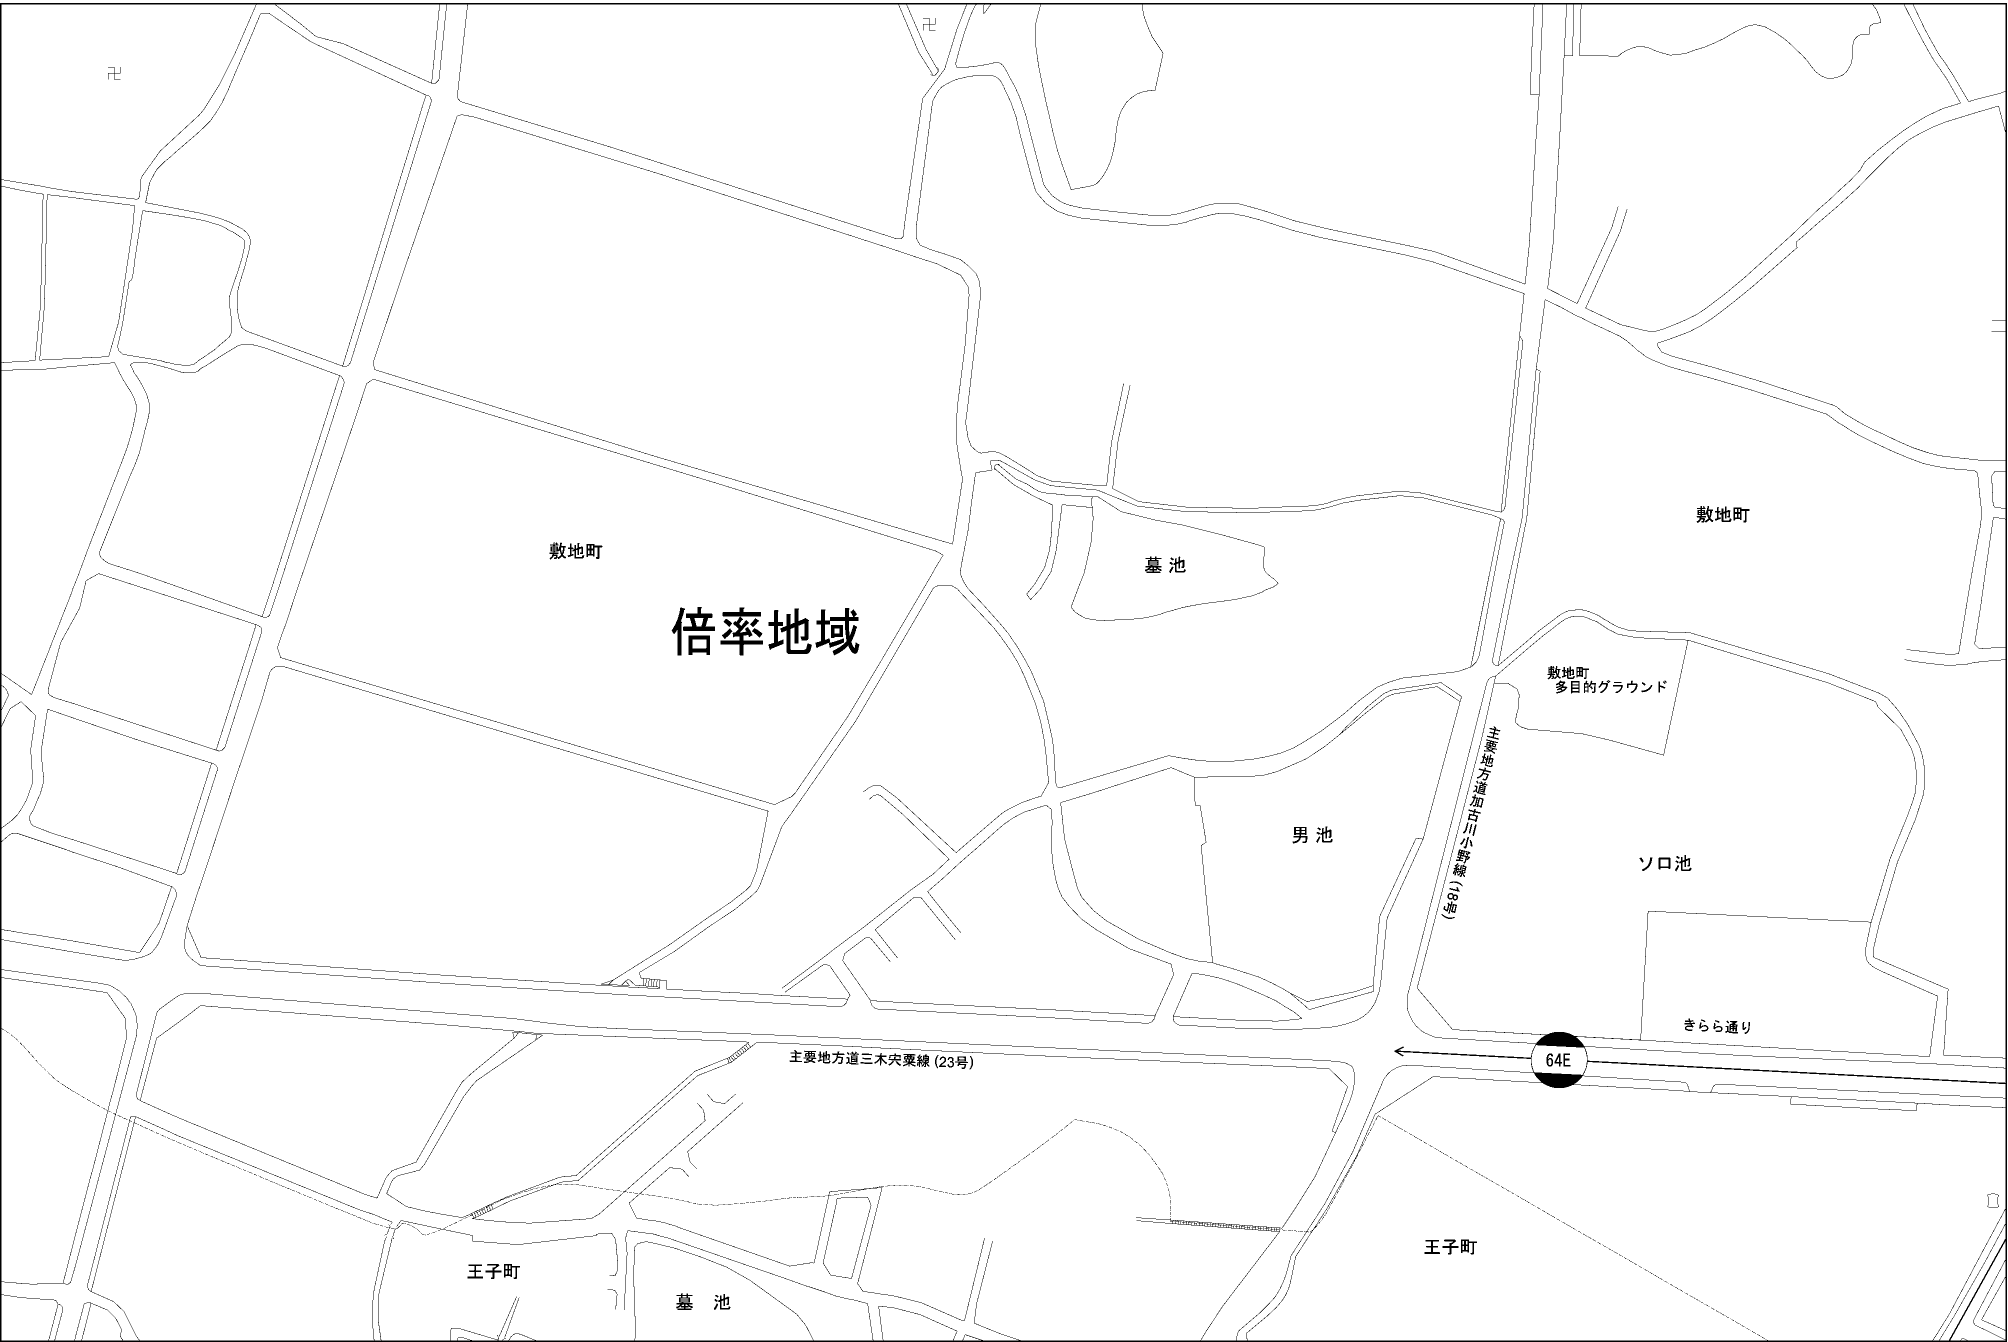 敷地町
敷地町
墓 池
倍率地域
敷地町
多目的グラウンド
主要地方道加古川小野線(18号)
男 池
ソロ池
きらら通り
主要地方道三木宍粟線(23号)
64E
王子町
王子町
墓 池